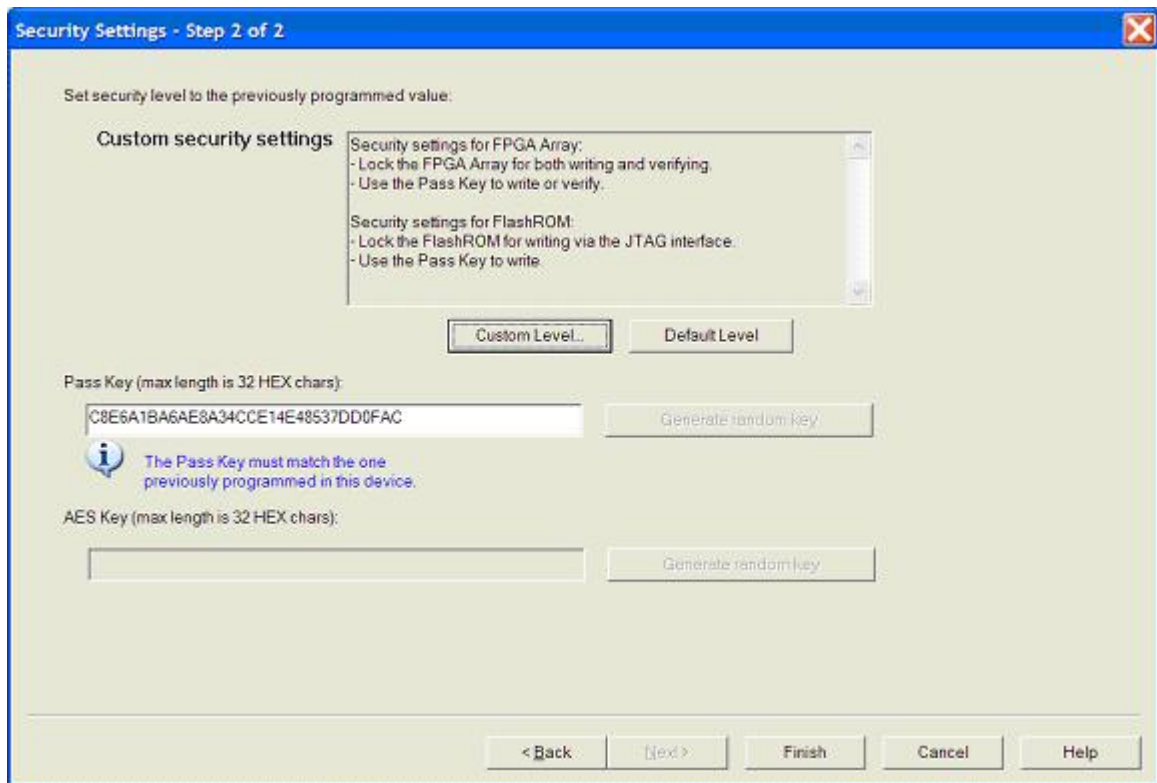 Security Settings - Step 2 of 2
Set security level to the previously programmed value:
Custom security settings
Security settings for FPGA Array:
- Lock the FPGA Array for both writing and verifying.
- Use the Pass Key to write or verify.
Security settings for FlashROM:
- Lock the FlashROM for writing via the JTAG interface.
- Use the Pass Key to write.
Custom Level...
Default Level
Pass Key (max length is 32 HEX chars):
C8E6A1BA6AE8A34CCE14E48537DD0FAC
Generate random key
The Pass Key must match the one
previously programmed in this device.
AES Key (max length is 32 HEX chars):
Generate random key
< Back
Next >
Finish
Cancel
Help